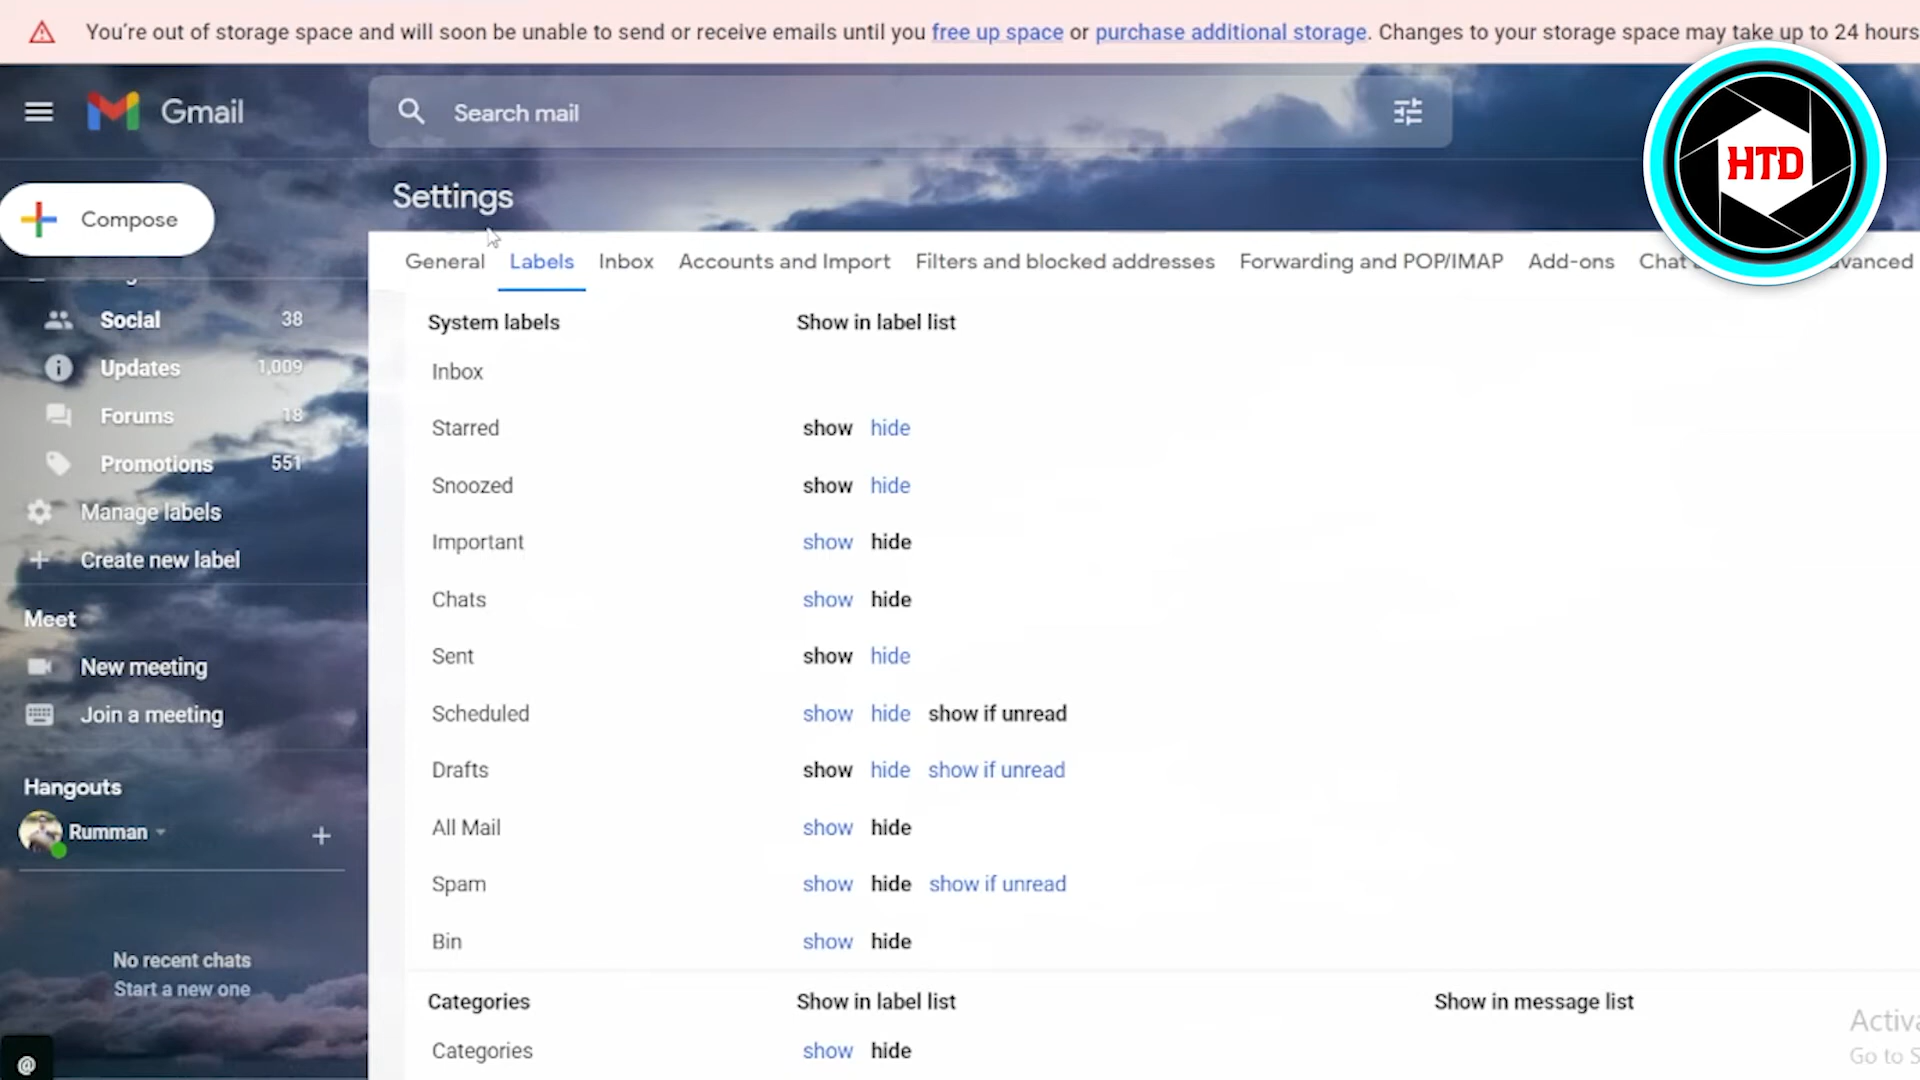 You're out of storage space and will soon be unable to send or receive emails until you free up space or purchase additional storage. Changes to your storage space may take up to 24 hours
Gmail
Search mail
HTD
Compose
Settings
General Labels Inbox Accounts and Import Filters and blocked addresses Forwarding and POP/IMAP Add-ons Chat
Social 38
Updates 1,009
Forums 18
Promotions 551
Manage labels
Create new label
Meet
New meeting
Join a meeting
Hangouts
Rumman
No recent chats
Start a new one
@
System labels Show in label list
Inbox
Starred show hide
Snoozed show hide
Important show hide
Chats show hide
Sent show hide
Scheduled show hide show if unread
Drafts show hide show if unread
All Mail show hide
Spam show hide show if unread
Bin show hide
Categories Show in label list Show in message list
Categories show hide
Go to